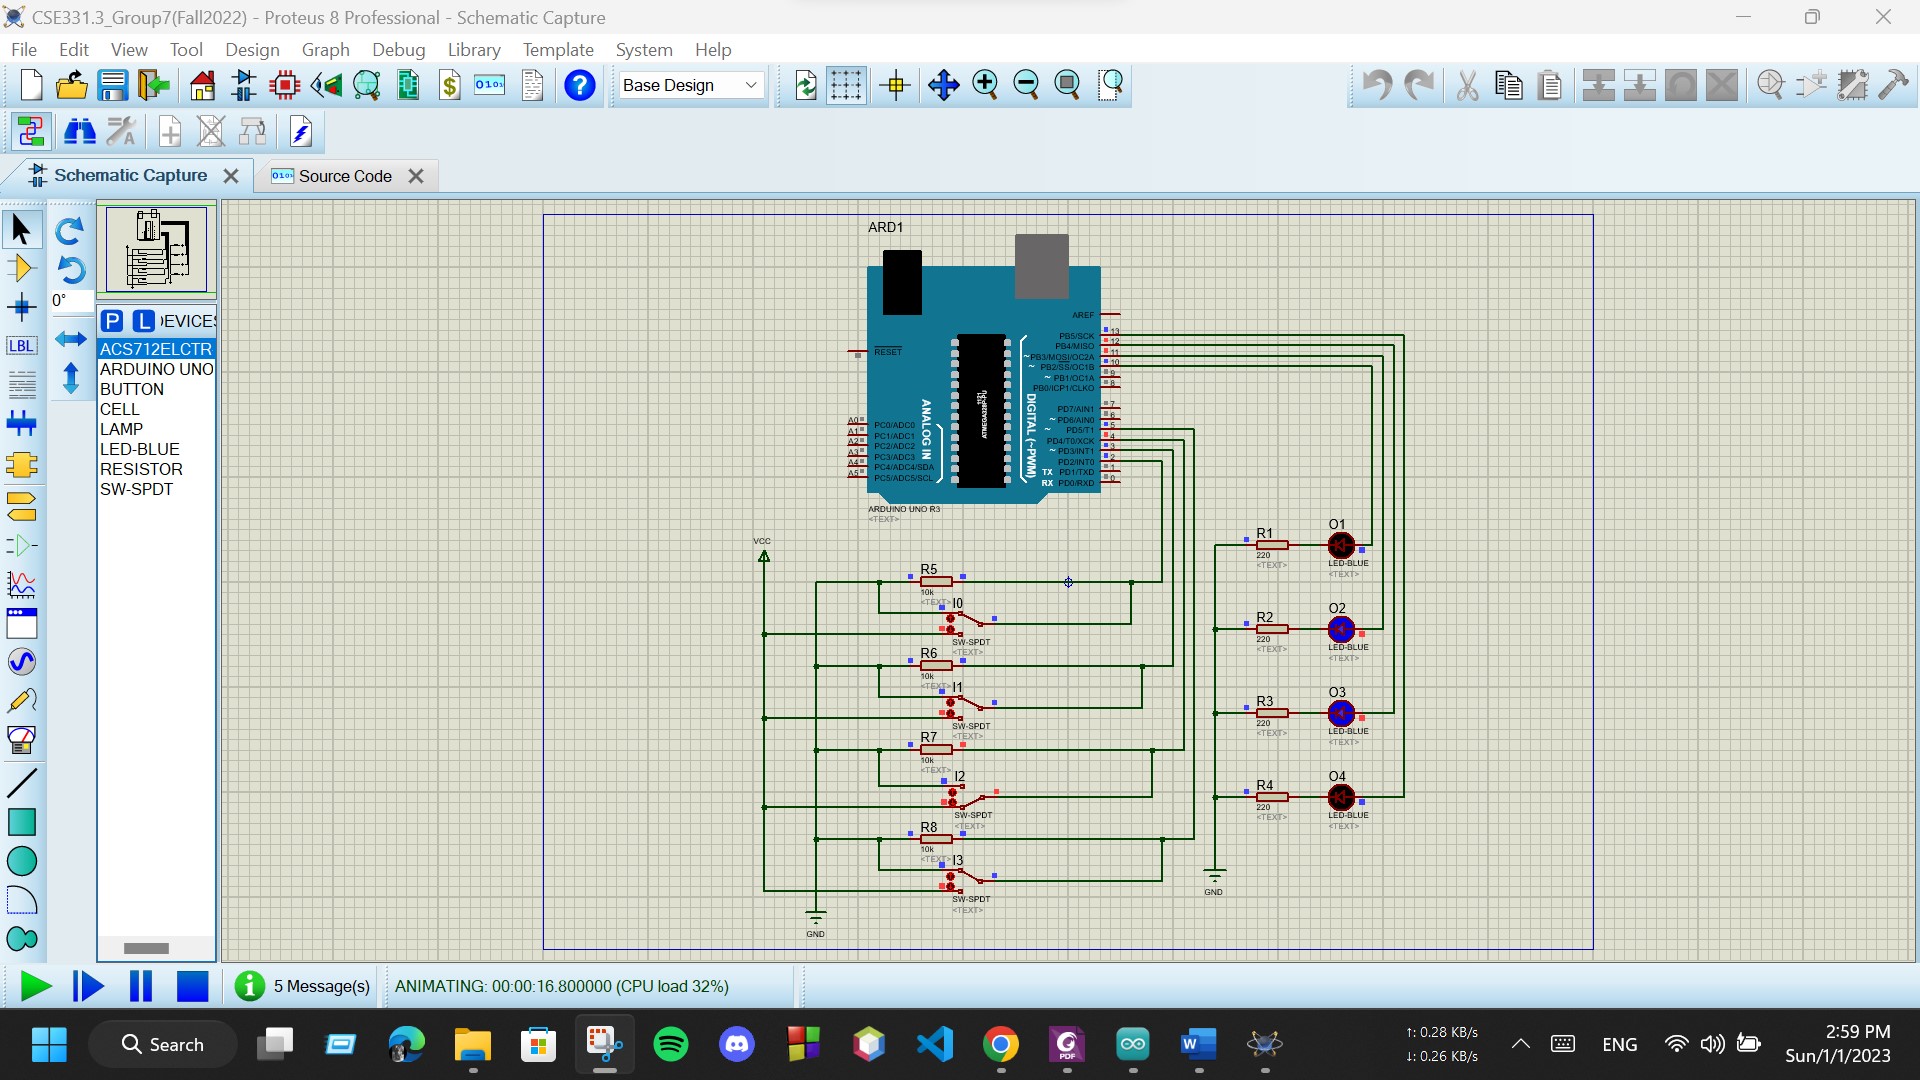 CSE331.3_Group7(Fall2022) - Proteus 8 Professional - Schematic Capture
File Edit View Tool Design Graph Debug Library Template System Help
Base Design
Schematic Capture
Source Code
0°
P L DEVICES
LBL
ACS712ELCTR
ARDUINO UNO
BUTTON
CELL
LAMP
LED-BLUE
RESISTOR
SW-SPDT
ARD1
AREF
RESET
PB5/SCK 13
PB4/MISO 12
~PB3/MOSI/OC2A 11
~ PB2/SS/OC1B 10
~ PB1/OC1A 9
PB0/ICP1/CLKO 8
PD7/AIN1 7
~ PD6/AIN0 6
~ PD5/T1 5
PD4/T0/XCK 4
~ PD3/INT1 3
PD2/INT0 2
TX PD1/TXD 1
RX PD0/RXD 0
DIGITAL (~PWM)
ANALOG IN
ATMEGA328P-PU
1121
A0 PC0/ADC0
A1 PC1/ADC1
A2 PC2/ADC2
A3 PC3/ADC3
A4 PC4/ADC4/SDA
A5 PC5/ADC5/SCL
ARDUINO UNO R3
<TEXT>
VCC
R5
10k
<TEXT>
I0
SW-SPDT
<TEXT>
R6
10k
<TEXT>
I1
SW-SPDT
<TEXT>
R7
10k
<TEXT>
I2
SW-SPDT
<TEXT>
R8
10k
<TEXT>
I3
SW-SPDT
<TEXT>
GND
R1
220
<TEXT>
O1
LED-BLUE
<TEXT>
R2
220
<TEXT>
O2
LED-BLUE
<TEXT>
R3
220
<TEXT>
O3
LED-BLUE
<TEXT>
R4
220
<TEXT>
O4
LED-BLUE
<TEXT>
GND
5 Message(s)
ANIMATING: 00:00:16.800000 (CPU load 32%)
Search
↑: 0.28 KB/s
↓: 0.26 KB/s
ENG
2:59 PM
Sun/1/1/2023